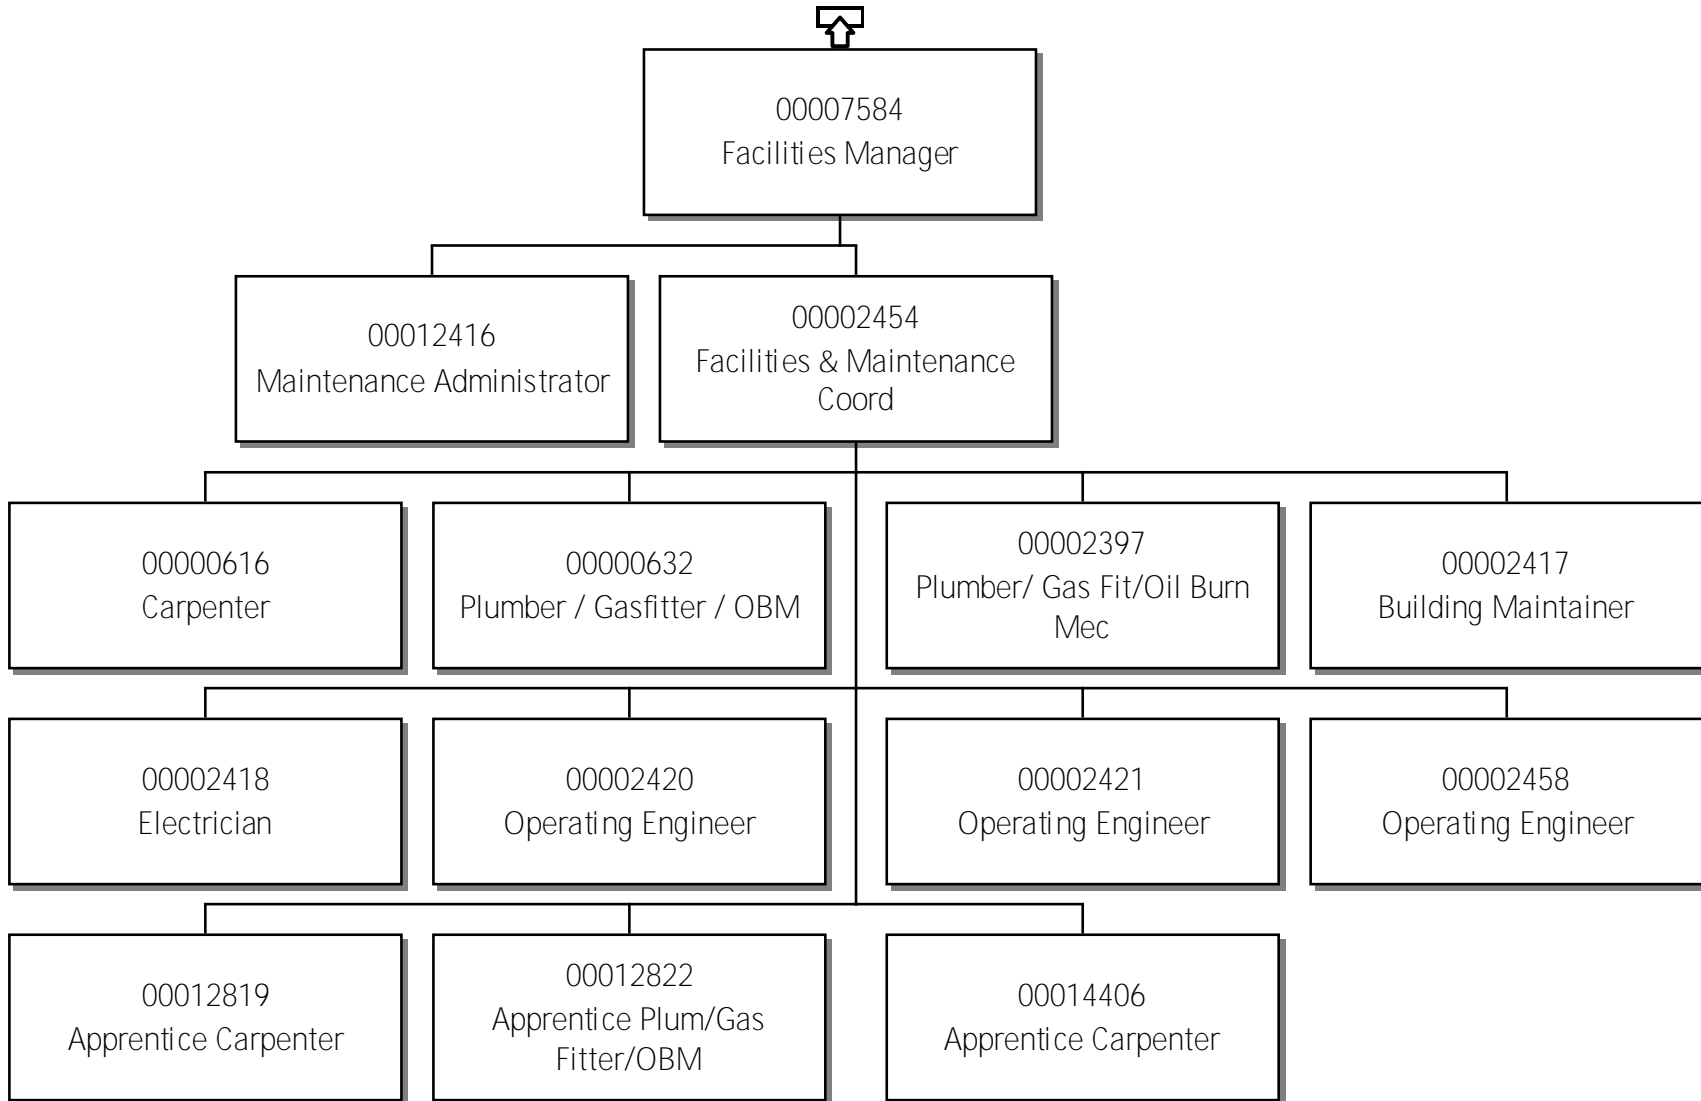 00007584
Facilities Manager
00012416
Maintenance Administrator
00002454
Facilities & Maintenance
Coord
00000616
Carpenter
00000632
Plumber / Gasfitter / OBM
00002397
Plumber/ Gas Fit/Oil Burn
Mec
00002417
Building Maintainer
00002418
Electrician
00002420
Operating Engineer
00002421
Operating Engineer
00002458
Operating Engineer
00012819
Apprentice Carpenter
00012822
Apprentice Plum/Gas
Fitter/OBM
00014406
Apprentice Carpenter